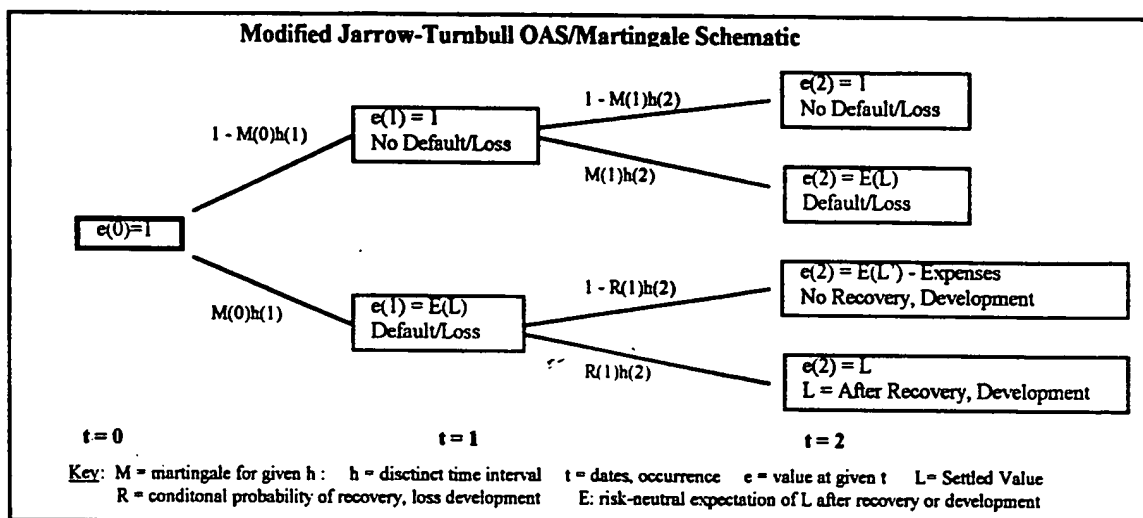 Modified Jarrow-Turnbull OAS/Martingale Schematic
1 - M(0)h(1)
M(0)h(1)
e(0)=1
e(1) = 1
No Default/Loss
e(1) = E(L)
Default/Loss
1 - M(1)h(2)
M(1)h(2)
1 - R(1)h(2)
R(1)h(2)
e(2) = 1
No Default/Loss
e(2) = E(L)
Default/Loss
e(2) = E(L') - Expenses
No Recovery, Development
e(2) = L
L = After Recovery, Development
t = 0
t = 1
t = 2
Key: M = martingale for given h : h = disctinct time interval t = dates, occurrence e = value at given t L= Settled Value
R = conditonal probability of recovery, loss development E: risk-neutral expectation of L after recovery or development